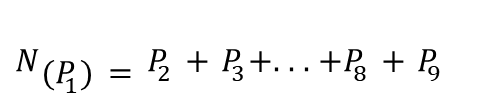 N(P₁) = P₂ + P₃+...+P₈ + P₉